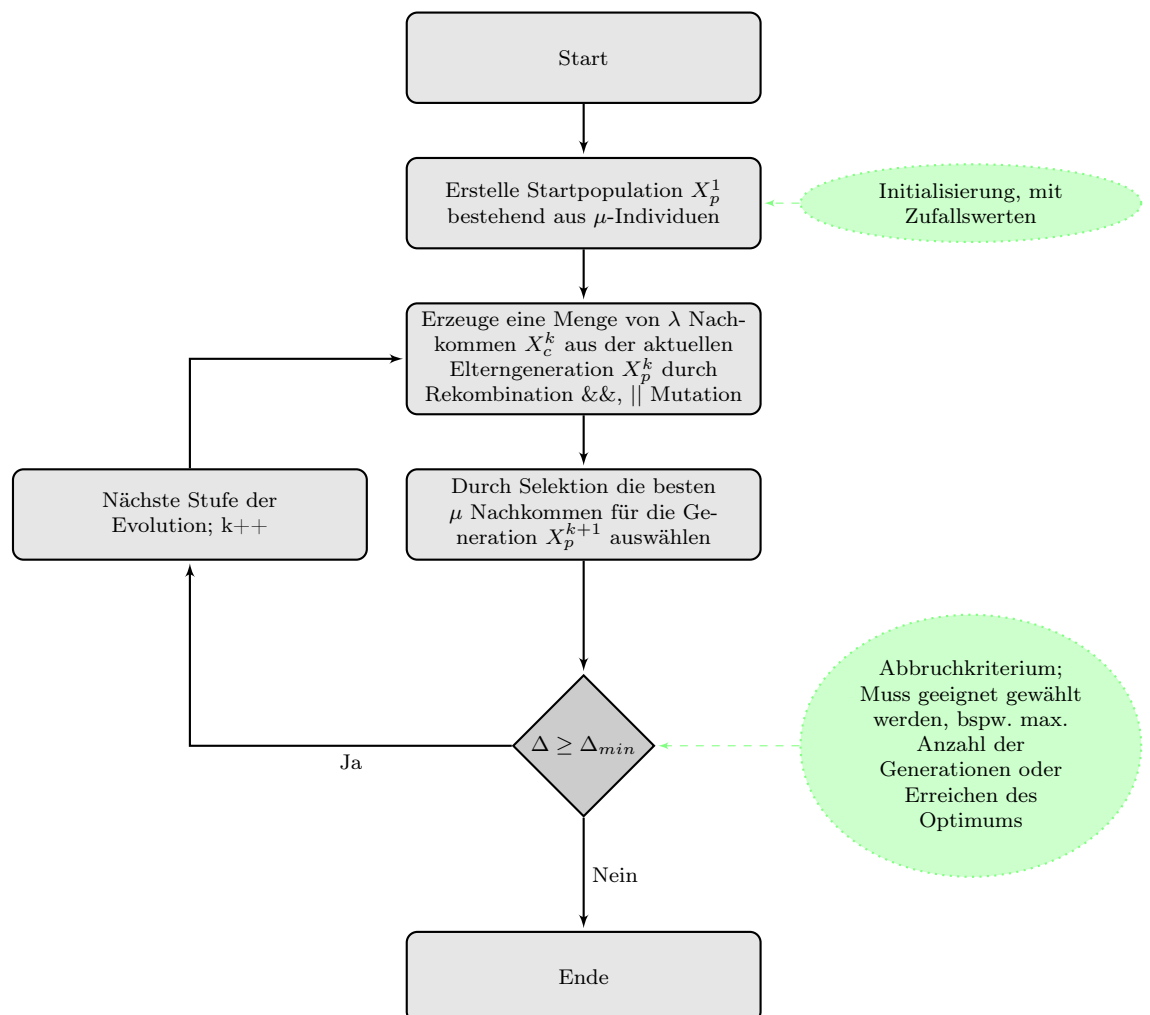 Start
Erstelle Startpopulation $X_p^1$
bestehend aus $\mu$-Individuen
Initialisierung, mit
Zufallswerten
Erzeuge eine Menge von $\lambda$ Nach-
kommen $X_c^k$ aus der aktuellen
Elterngeneration $X_p^k$ durch
Rekombination &&, || Mutation
Nächste Stufe der
Evolution; k++
Durch Selektion die besten
$\mu$ Nachkommen für die Ge-
neration $X_p^{k+1}$ auswählen
Abbruchkriterium;
Muss geeignet gewählt
werden, bspw. max.
Anzahl der
Generationen oder
Erreichen des
Optimums
$\Delta \geq \Delta_{min}$
Ja
Nein
Ende